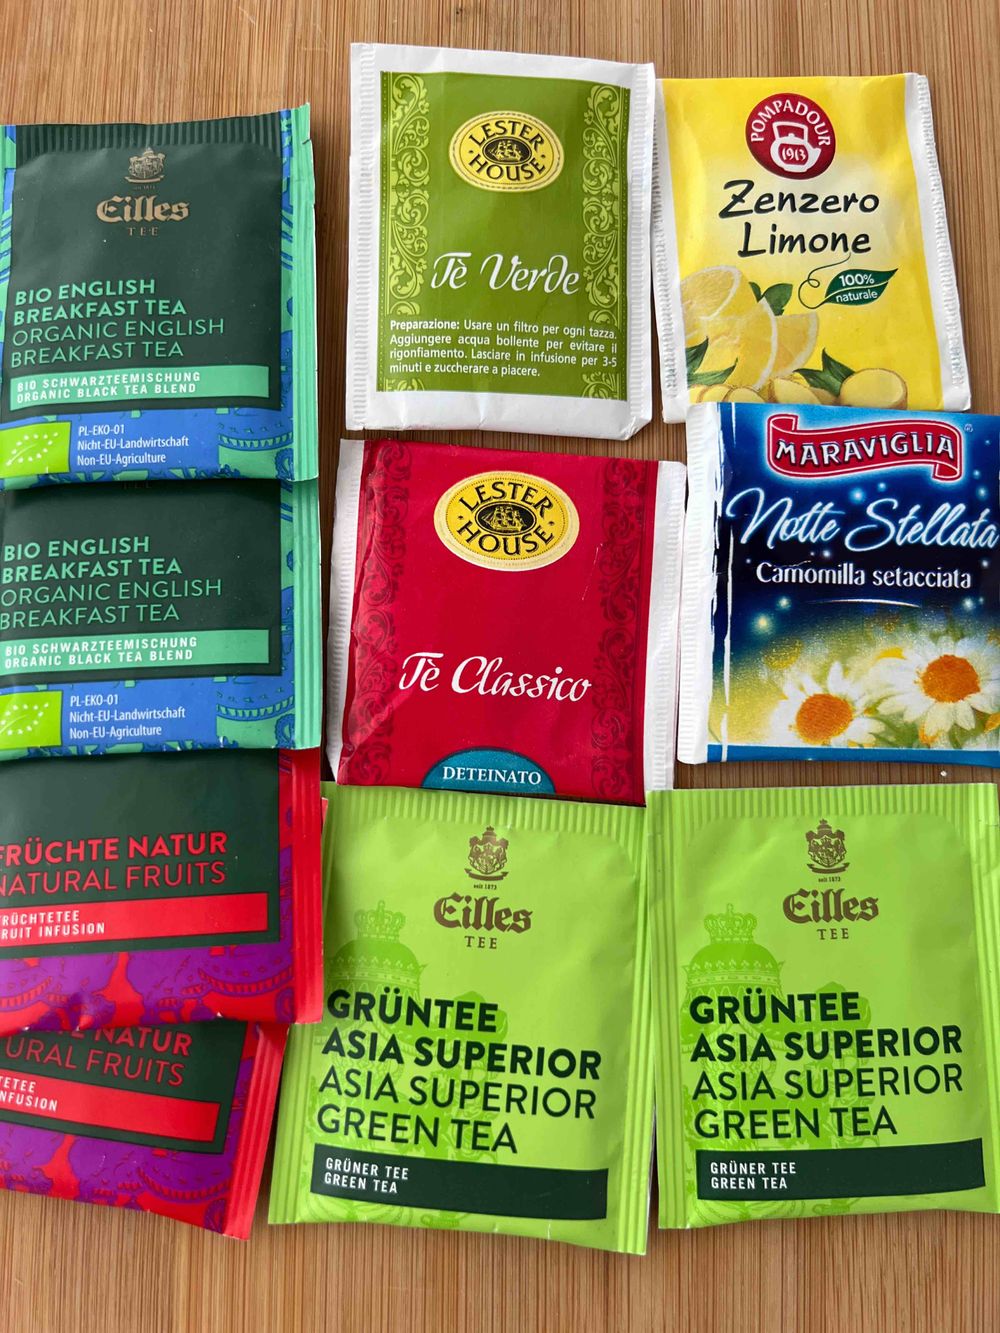 Eilles
TEE
BIO ENGLISH
BREAKFAST TEA
ORGANIC ENGLISH
BREAKFAST TEA
BIO SCHWARZTEEMISCHUNG
ORGANIC BLACK TEA BLEND
PL-EKO-01
Nicht-EU-Landwirtschaft
Non-EU-Agriculture
BIO ENGLISH
BREAKFAST TEA
ORGANIC ENGLISH
BREAKFAST TEA
BIO SCHWARZTEEMISCHUNG
ORGANIC BLACK TEA BLEND
PL-EKO-01
Nicht-EU-Landwirtschaft
Non-EU-Agriculture
FRÜCHTE NATUR
NATURAL FRUITS
FRÜCHTETEE
FRUIT INFUSION
NATUR
URAL FRUITS
TETEE
NFUSION
LESTER
HOUSE
Tè Verde
Preparazione: Usare un filtro per ogni tazza.
Aggiungere acqua bollente per evitare il
rigonfiamento. Lasciare in infusione per 3-5
minuti e zuccherare a piacere.
POMPADOUR
1913
Zenzero
Limone
100%
naturale
LESTER
HOUSE
Tè Classico
DETEINATO
MARAVIGLIA®
Notte Stellata
Camomilla setacciata
seit 1873
Eilles
TEE
GRÜNTEE
ASIA SUPERIOR
ASIA SUPERIOR
GREEN TEA
GRÜNER TEE
GREEN TEA
seit 1873
Eilles
TEE
GRÜNTEE
ASIA SUPERIOR
ASIA SUPERIOR
GREEN TEA
GRÜNER TEE
GREEN TEA